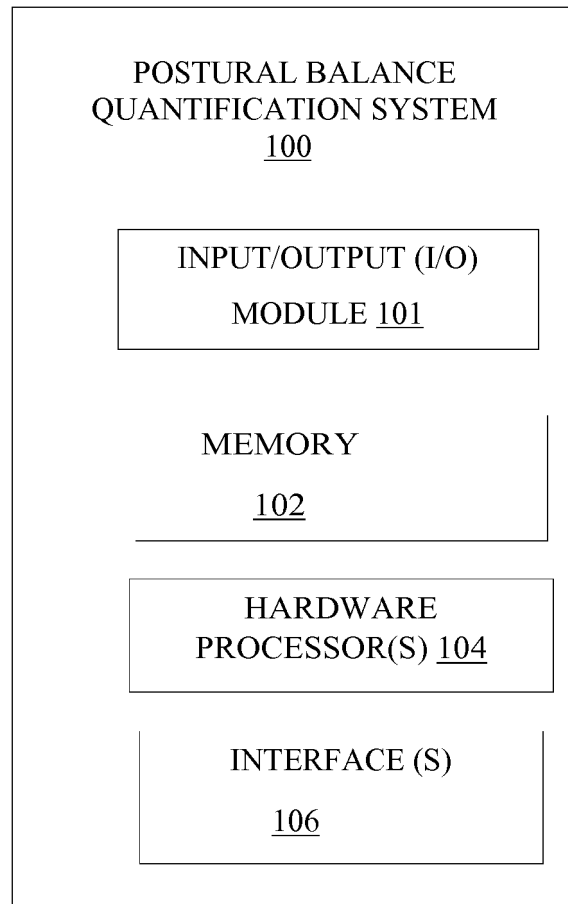 POSTURAL BALANCE
QUANTIFICATION SYSTEM
100
INPUT/OUTPUT (I/O)
MODULE 101
MEMORY
102
HARDWARE
PROCESSOR(S) 104
INTERFACE (S)
106